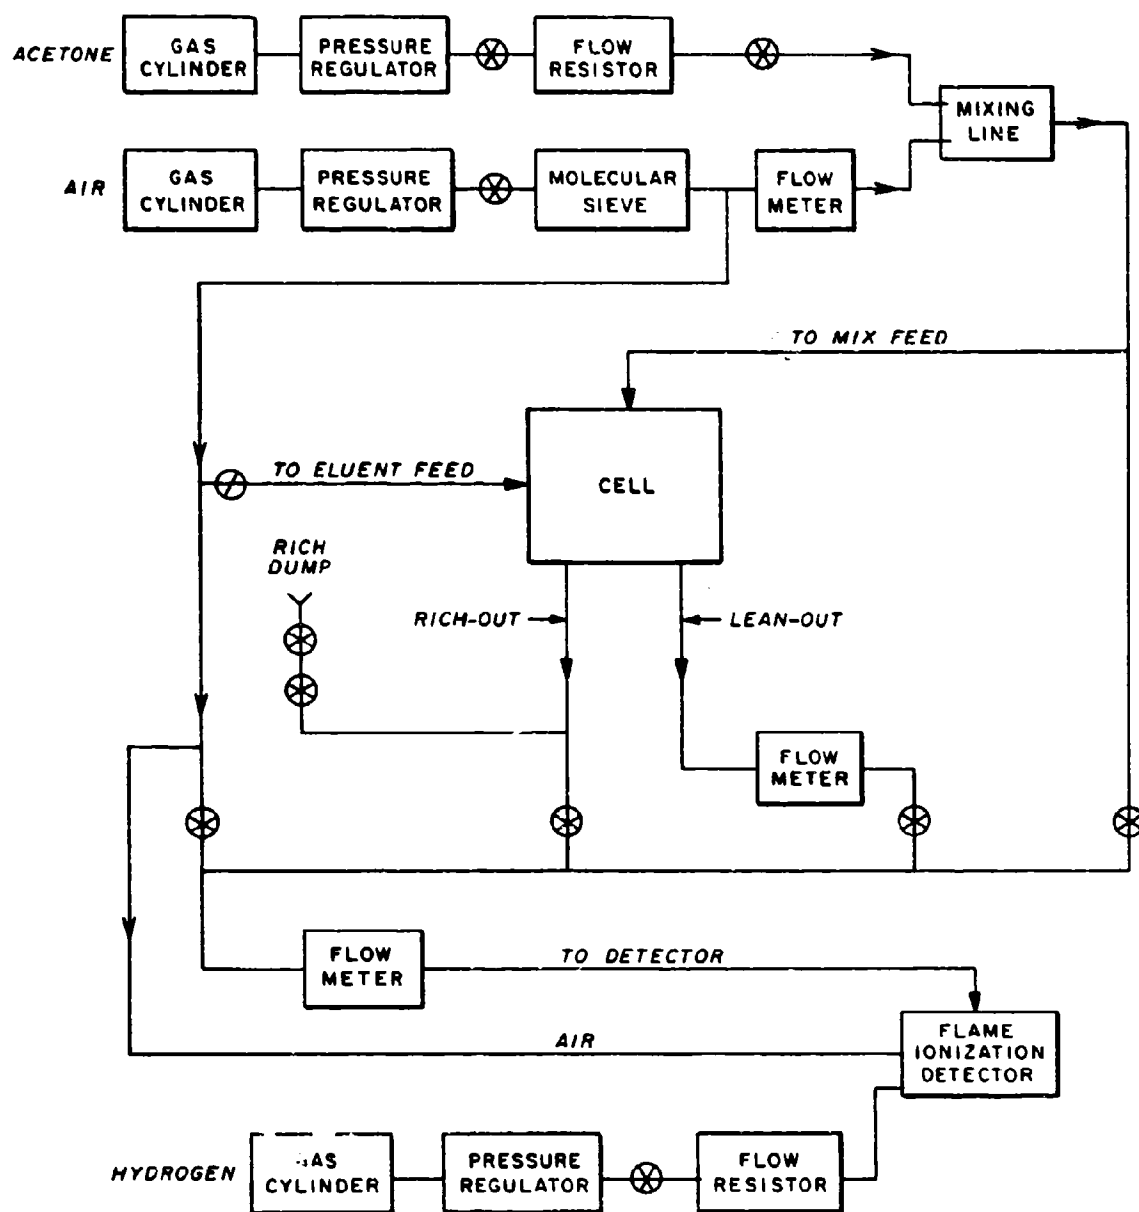 ACETONE
GAS
CYLINDER
PRESSURE
REGULATOR
FLOW
RESISTOR
MIXING
LINE
AIR
GAS
CYLINDER
PRESSURE
REGULATOR
MOLECULAR
SIEVE
FLOW
METER
TO MIX FEED
TO ELUENT FEED
CELL
RICH
DUMP
RICH-OUT
LEAN-OUT
FLOW
METER
FLOW
METER
TO DETECTOR
AIR
FLAME
IONIZATION
DETECTOR
HYDROGEN
GAS
CYLINDER
PRESSURE
REGULATOR
FLOW
RESISTOR